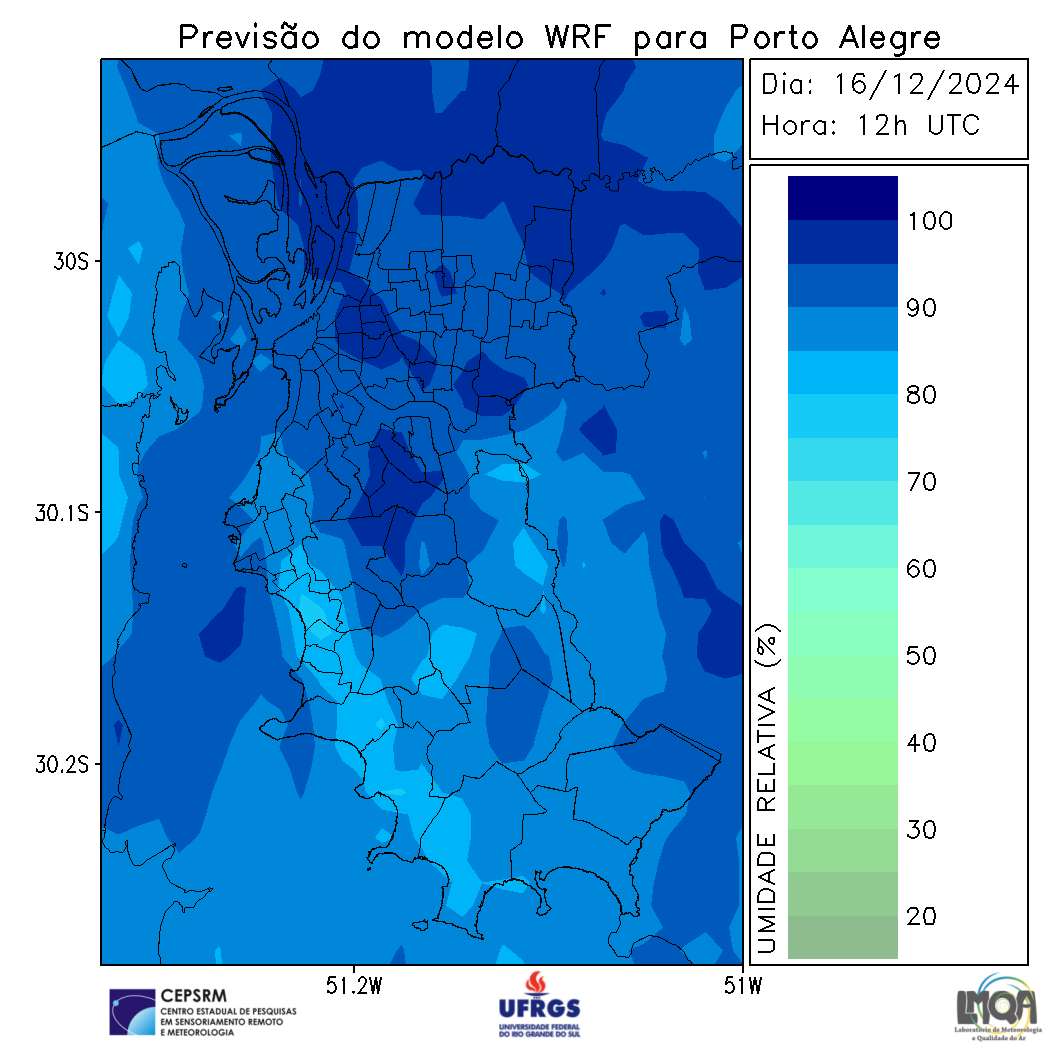 Previsão do modelo WRF para Porto Alegre
Dia: 16/12/2024
Hora: 12h UTC
100
90
80
70
60
50
40
30
20
UMIDADE RELATIVA (%)
30S
30.1S
30.2S
51.2W
51W
CEPSRM
CENTRO ESTADUAL DE PESQUISAS
EM SENSORIAMENTO REMOTO
E METEOROLOGIA
UFRGS
UNIVERSIDADE FEDERAL
DO RIO GRANDE DO SUL
LMQA
Laboratório de Meteorologia
e Qualidade do Ar